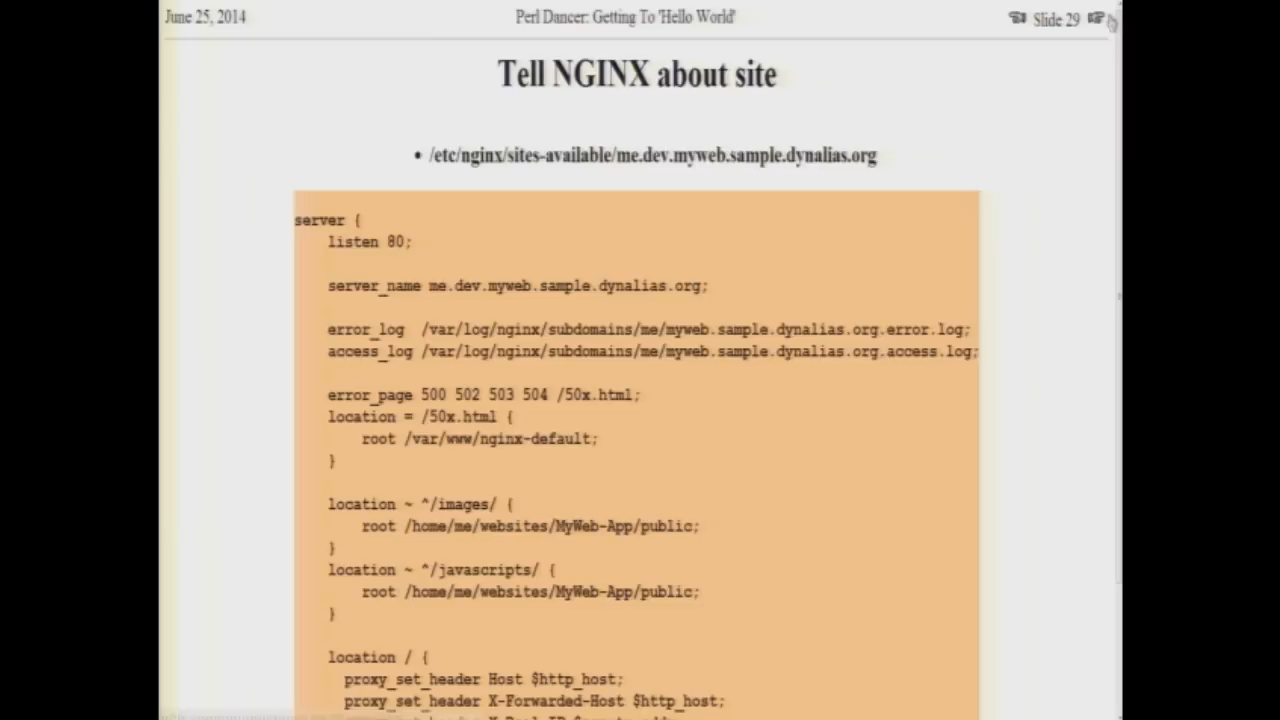 June 25, 2014
Perl Dancer: Getting To 'Hello World'
Slide 29
Tell NGINX about site
• /etc/nginx/sites-available/me.dev.myweb.sample.dynalias.org
server {
listen 80;
server_name me.dev.myweb.sample.dynalias.org;
error_log /var/log/nginx/subdomains/me/myweb.sample.dynalias.org.error.log;
access_log /var/log/nginx/subdomains/me/myweb.sample.dynalias.org.access.log;
error_page 500 502 503 504 /50x.html;
location = /50x.html {
root /var/www/nginx-default;
}
location ~ ^/images/ {
root /home/me/websites/MyWeb-App/public;
}
location ~ ^/javascripts/ {
root /home/me/websites/MyWeb-App/public;
}
location / {
proxy_set_header Host $http_host;
proxy_set_header X-Forwarded-Host $http_host;